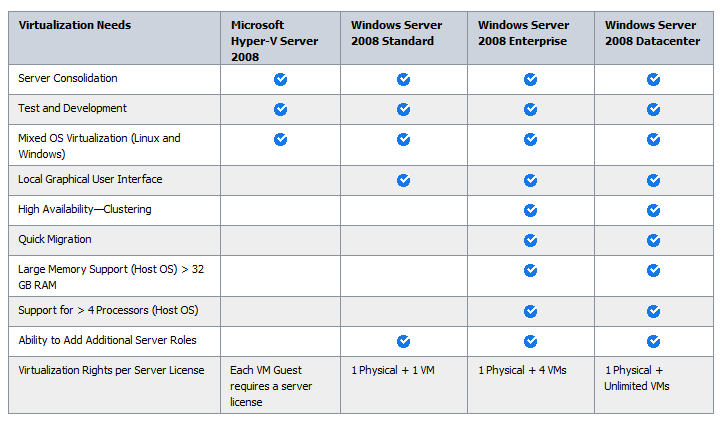 Virtualization Needs
Microsoft
Hyper-V Server
2008
Windows Server
2008 Standard
Windows Server
2008 Enterprise
Windows Server
2008 Datacenter
Server Consolidation
Test and Development
Mixed OS Virtualization (Linux and
Windows)
Local Graphical User Interface
High Availability—Clustering
Quick Migration
Large Memory Support (Host OS) > 32
GB RAM
Support for > 4 Processors (Host OS)
Ability to Add Additional Server Roles
Virtualization Rights per Server License
Each VM Guest
requires a server
license
1 Physical + 1 VM
1 Physical + 4 VMs
1 Physical +
Unlimited VMs